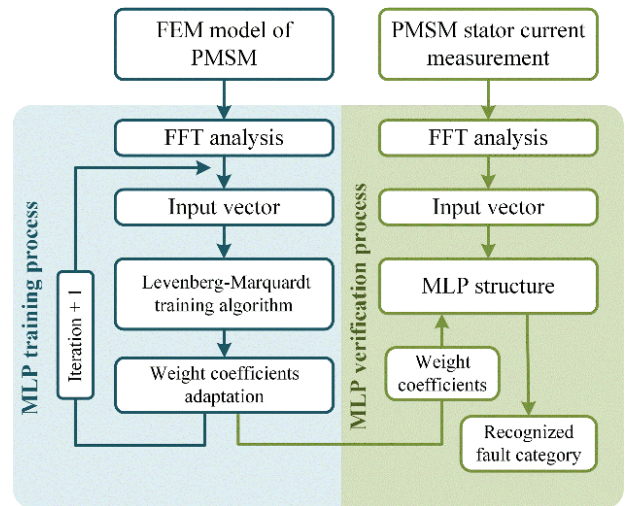 FEM model of
PMSM
FFT analysis
Input vector
Levenberg-Marquardt
training algorithm
Weight coefficients
adaptation
Iteration + 1
MLP training process
PMSM stator current
measurement
FFT analysis
Input vector
MLP structure
Weight
coefficients
Recognized
fault category
MLP verification process